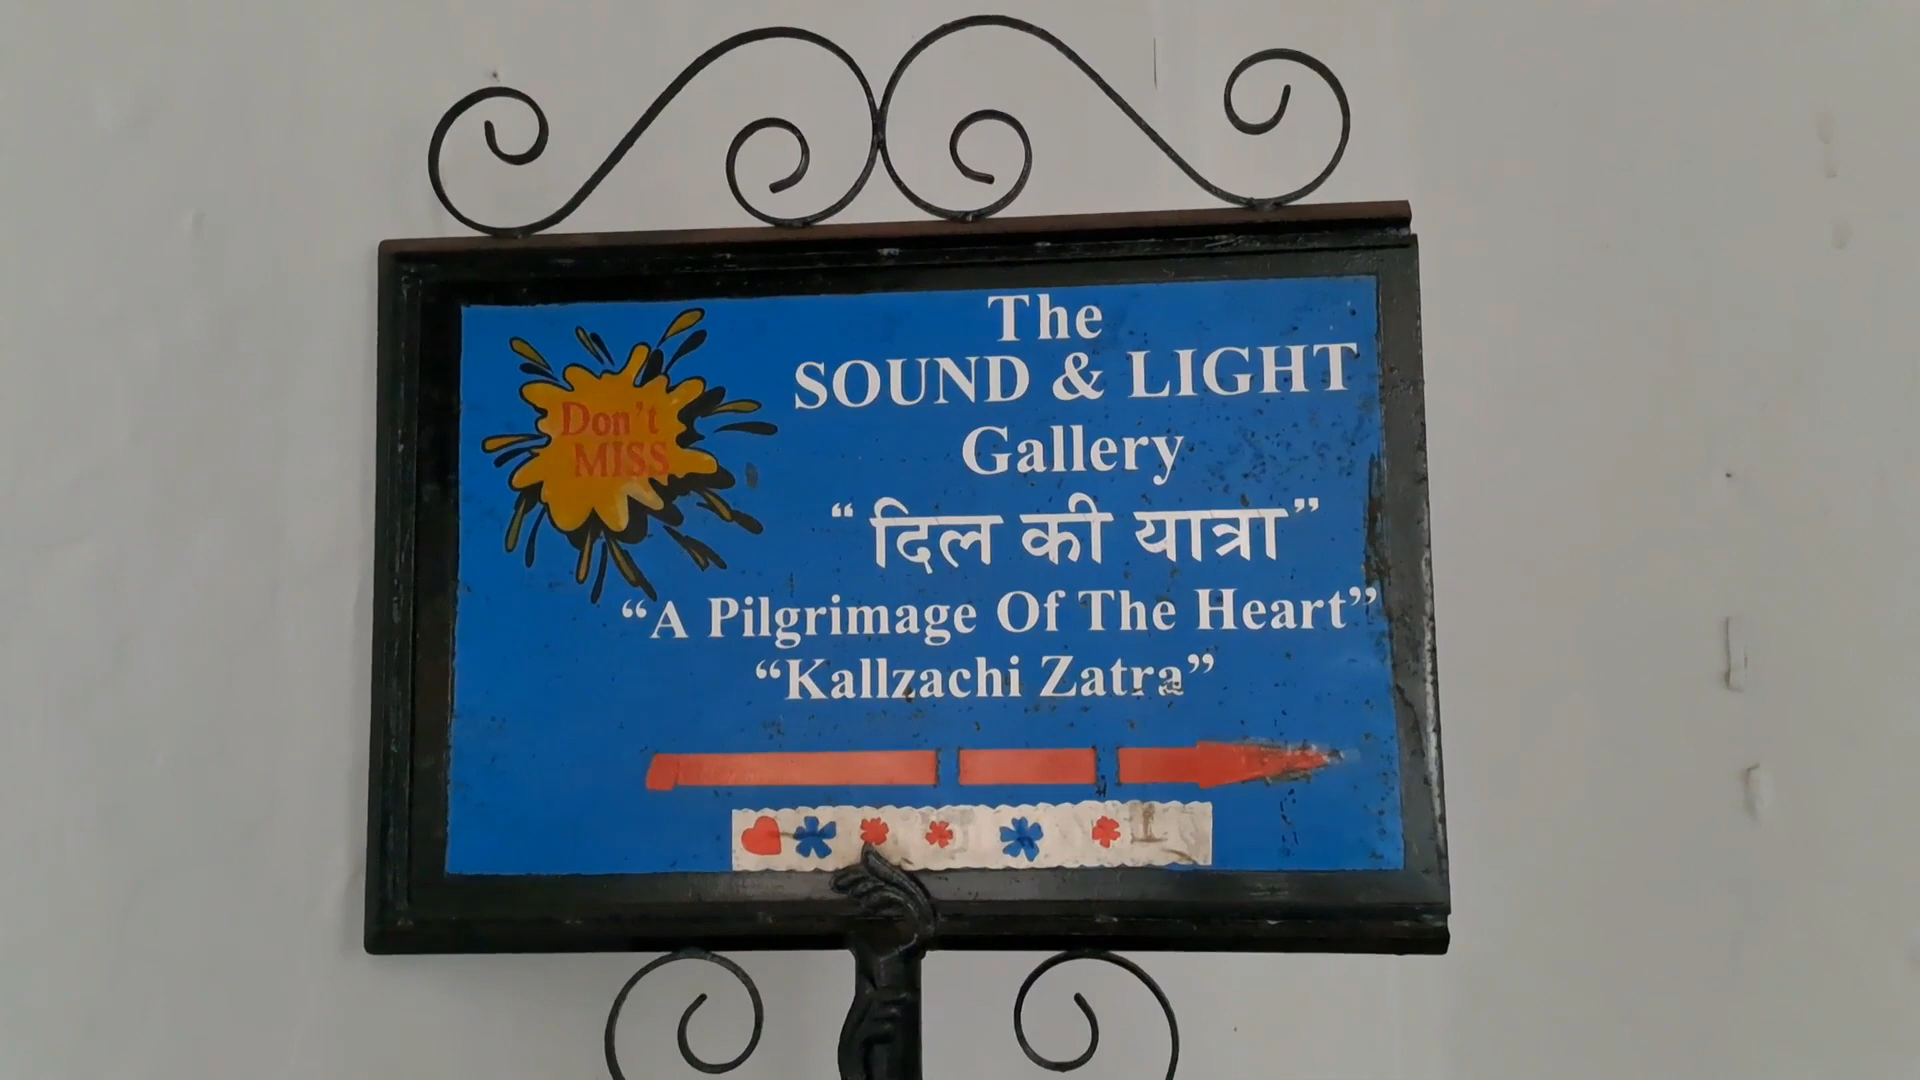 Don't
MISS
The
SOUND & LIGHT
Gallery
“ दिल की यात्रा”
“A Pilgrimage Of The Heart”
“Kallzachi Zatra”